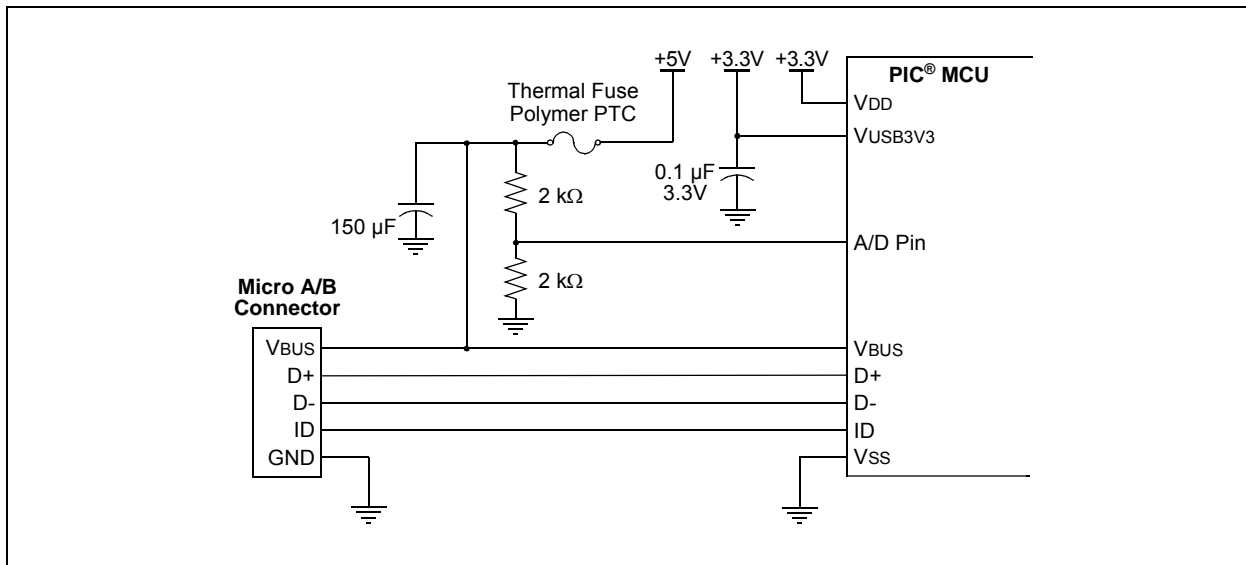 +5V
+3.3V
+3.3V
PIC® MCU
Thermal Fuse
Polymer PTC
VDD
VUSB3V3
0.1 µF
3.3V
2 kΩ
150 µF
A/D Pin
2 kΩ
Micro A/B
Connector
VBUS
D+
D-
ID
GND
VBUS
D+
D-
ID
VSS